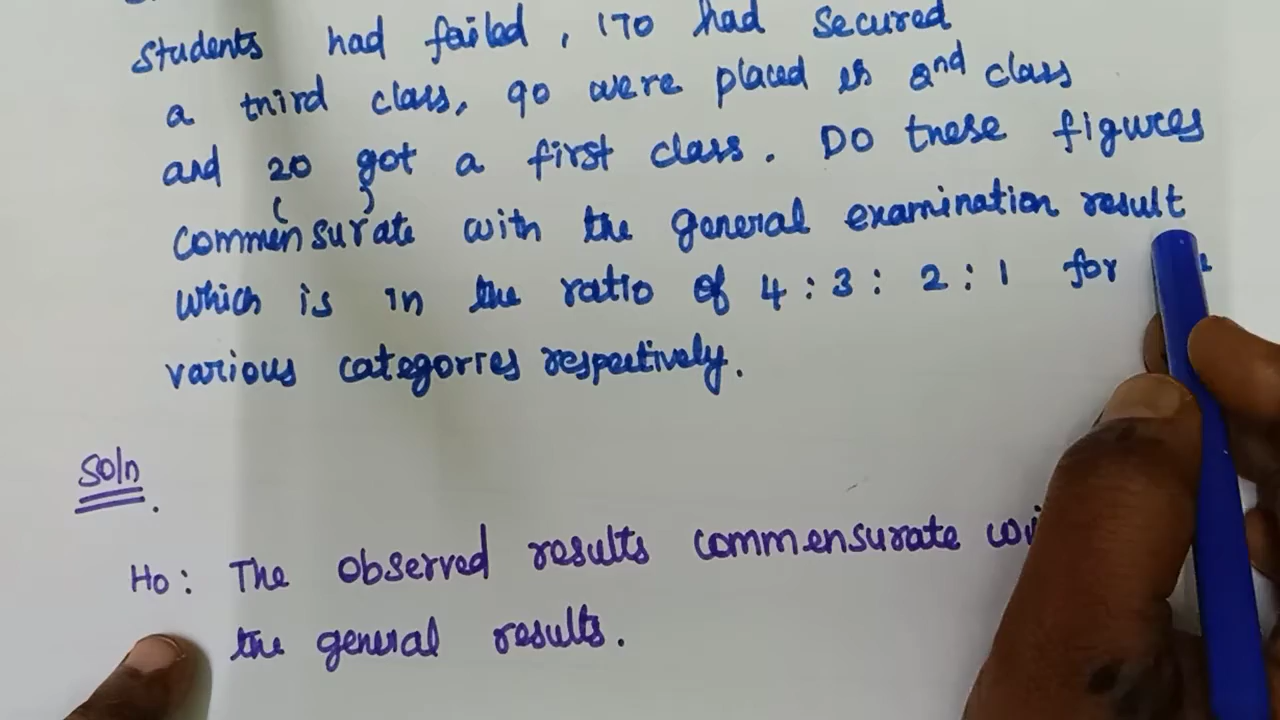 students had failed, 170 had secured
a third class, 90 were placed in 2nd class
and 20 got a first class. Do these figures
commensurate with the general examination result
which is in the ratio of 4 : 3 : 2 : 1 for
various categories respectively.
Soln.
Ho: The observed results commensurate
the general results.